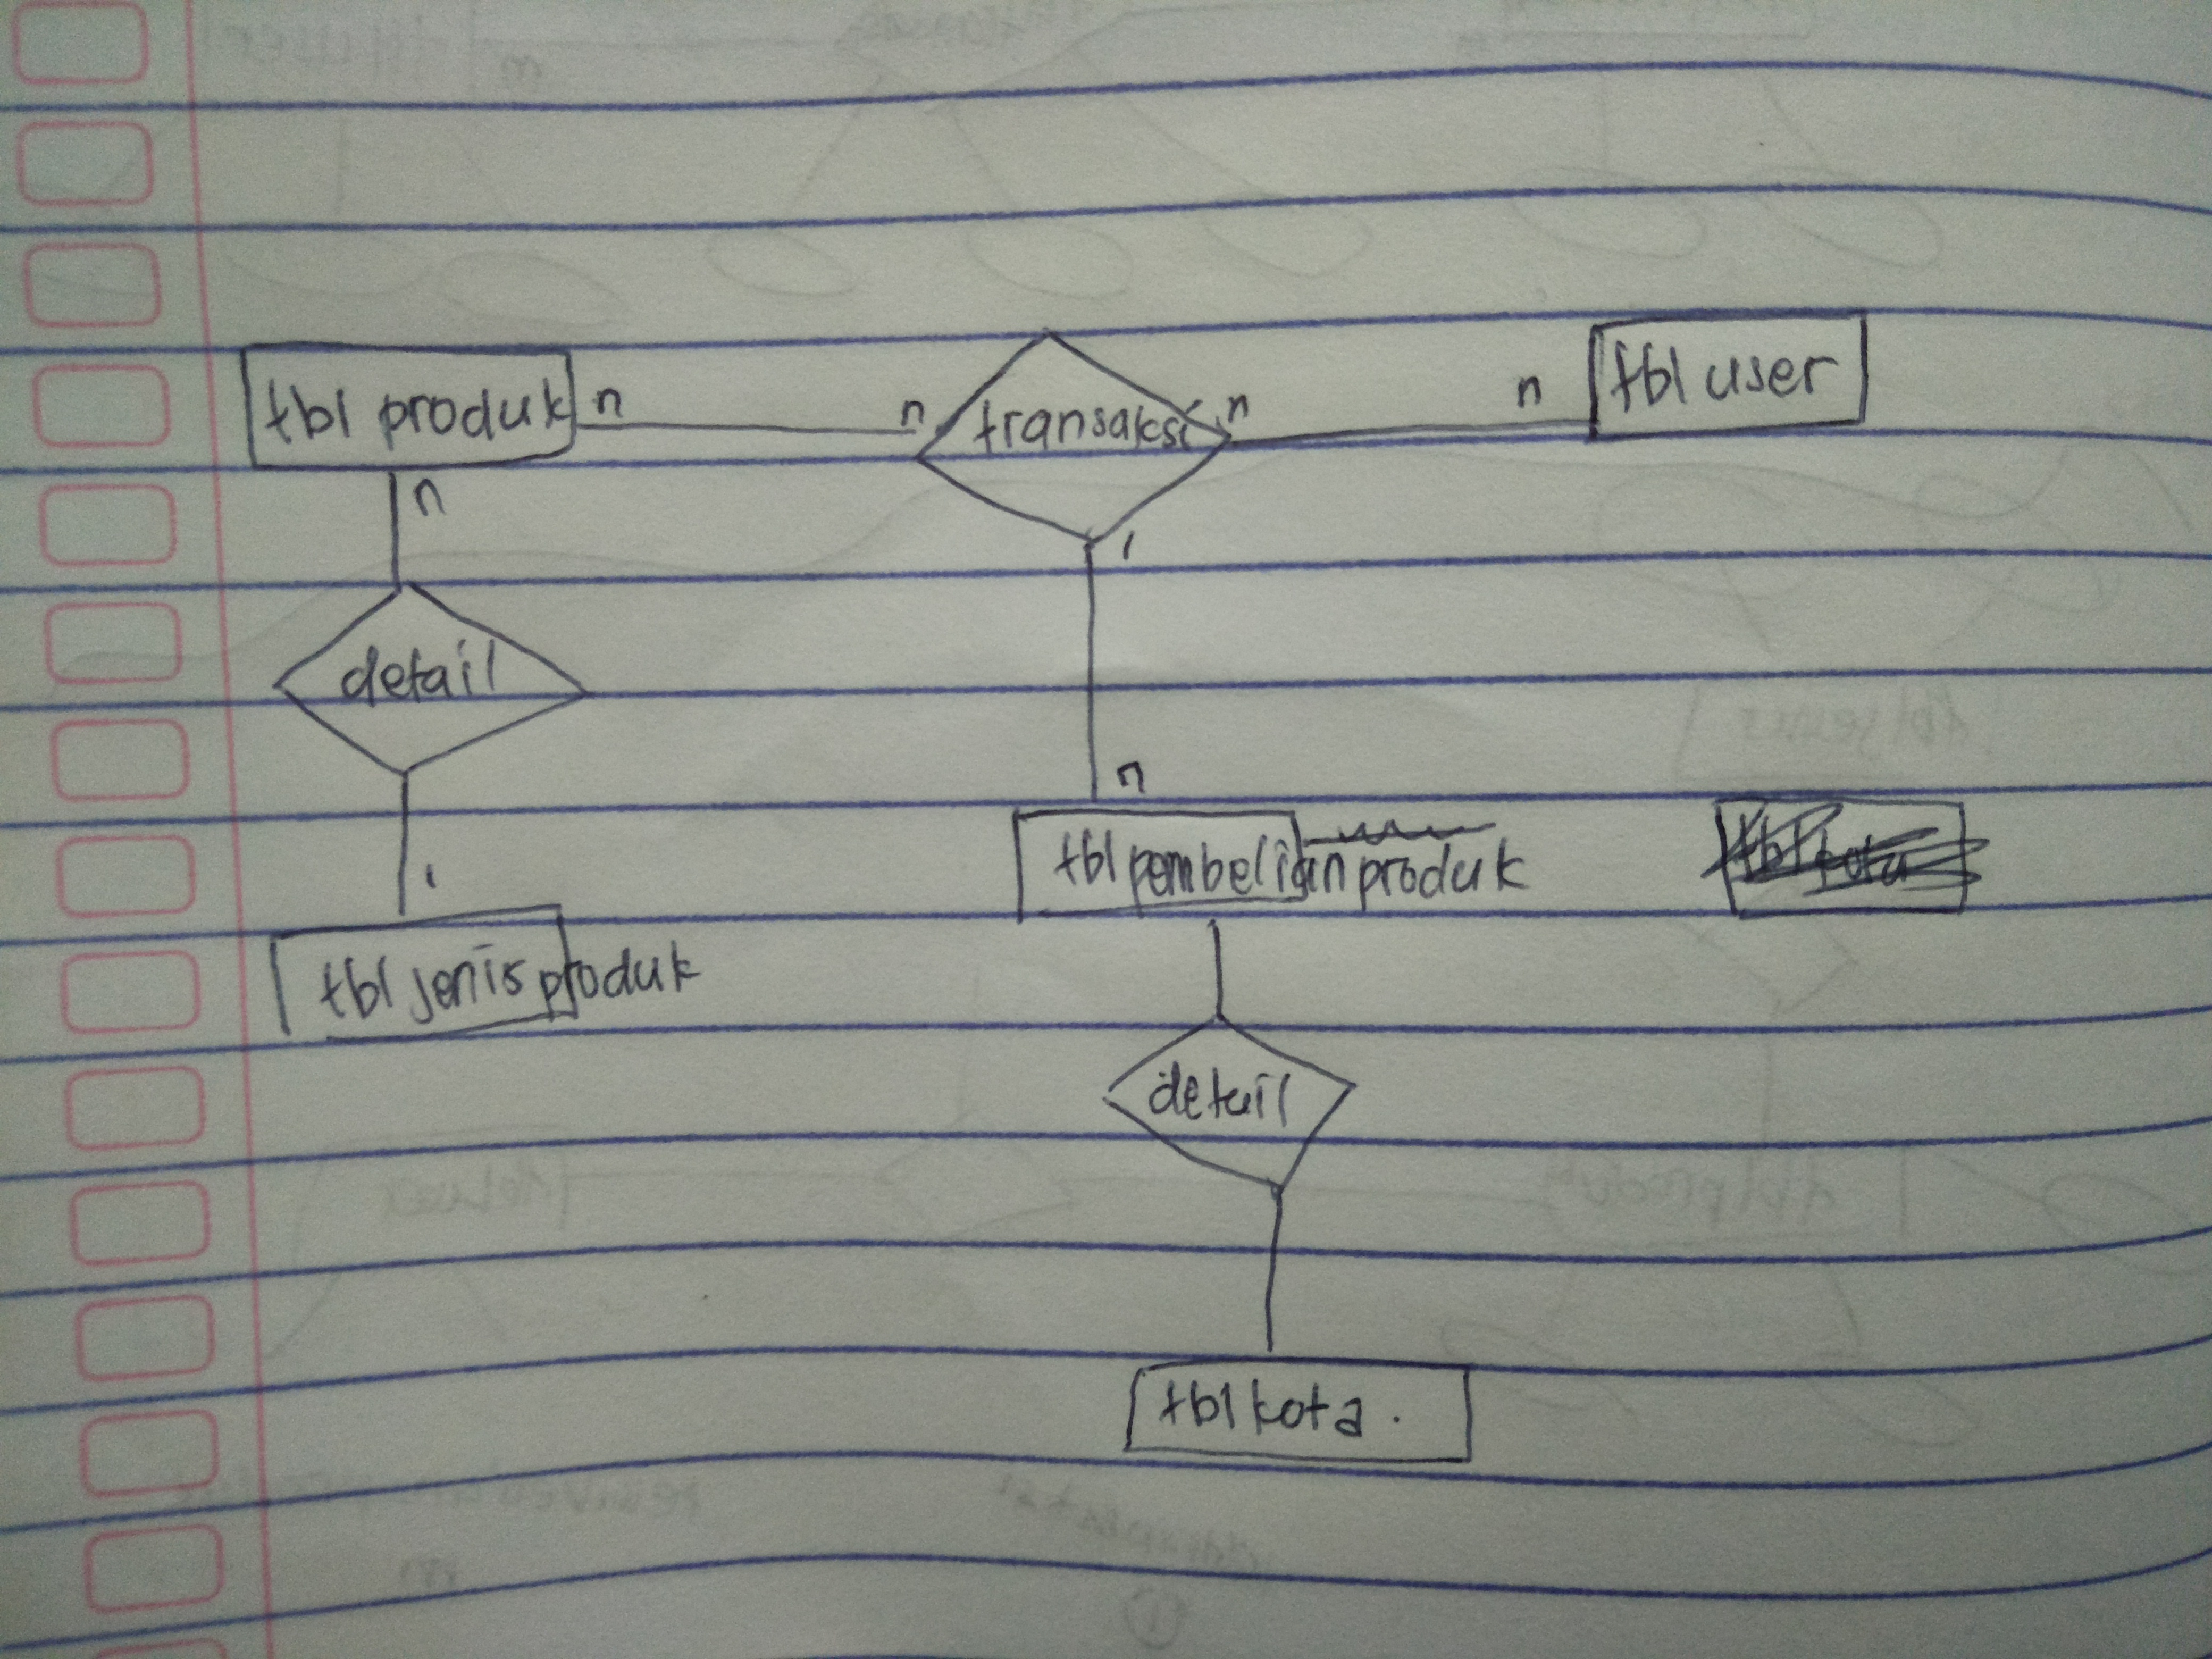 tbl produk n n transaksi n n tbl user
n
1
detail
n
1
tbl pembelian produk
tbl jenis produk
detail
tbl kota.